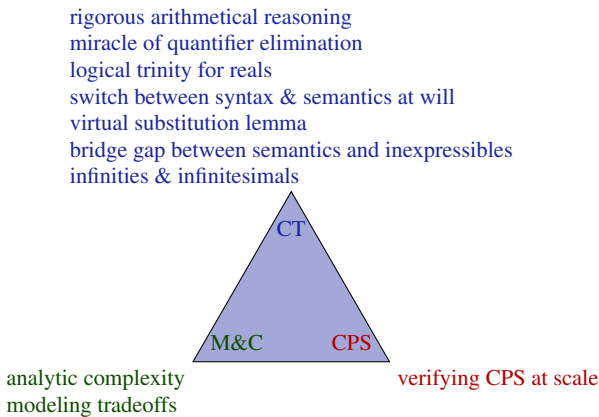 rigorous arithmetical reasoning
miracle of quantifier elimination
logical trinity for reals
switch between syntax & semantics at will
virtual substitution lemma
bridge gap between semantics and inexpressibles
infinities & infinitesimals
CT
M&C
CPS
analytic complexity
modeling tradeoffs
verifying CPS at scale